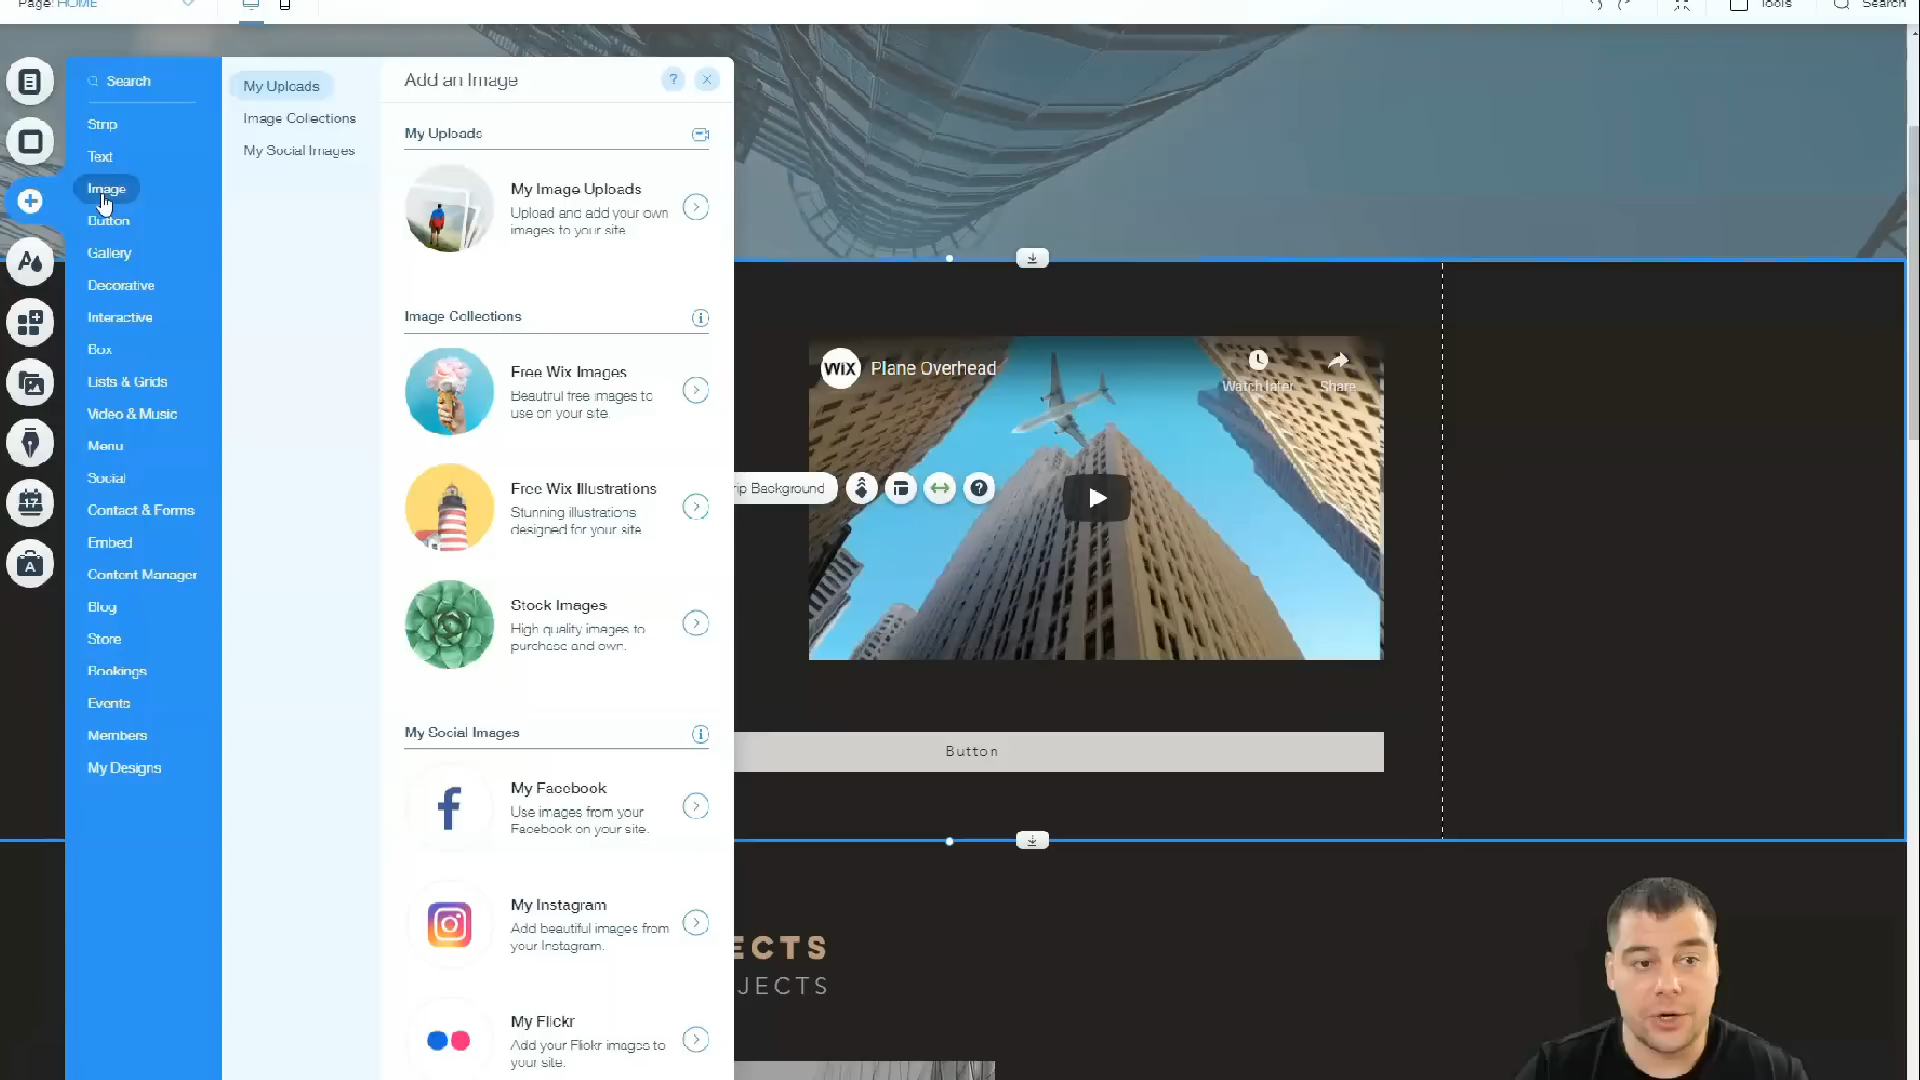 Page: HOME
Tools
Search
Search
Strip
Text
Image
Button
Gallery
Decorative
Interactive
Box
Lists & Grids
Video & Music
Menu
Social
Contact & Forms
Embed
Content Manager
Blog
Store
Bookings
Events
Members
My Designs
My Uploads
Image Collections
My Social Images
Add an Image
?
My Uploads
My Image Uploads
Upload and add your own
images to your site.
Image Collections
Free Wix Images
Beautiful free images to
use on your site.
Free Wix Illustrations
Stunning illustrations
designed for your site.
Stock Images
High quality images to
purchase and own.
My Social Images
My Facebook
Use images from your
Facebook on your site.
My Instagram
Add beautiful images from
your Instagram.
My Flickr
Add your Flickr images to
your site.
17
A
WIX
Plane Overhead
Watch later
Share
rip Background
?
Button
ECTS
JECTS